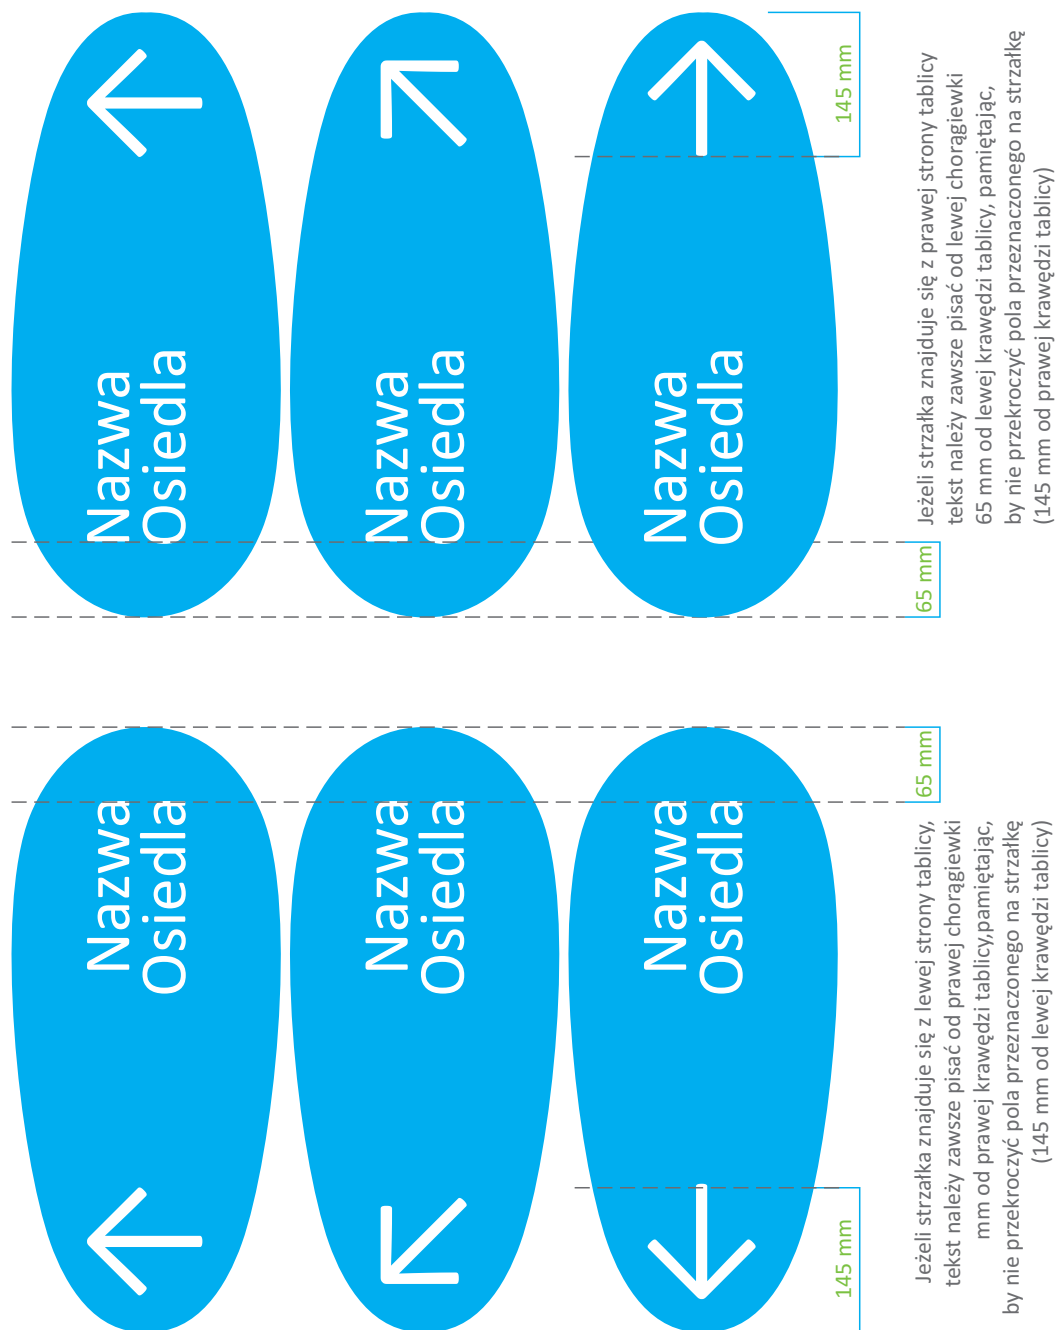 Nazwa
Osiedla
Nazwa
Osiedla
Nazwa
Osiedla
145 mm
65 mm
Jeżeli strzałka znajduje się z lewej strony tablicy,
tekst należy zawsze pisać od prawej chorągiewki
mm od prawej krawędzi tablicy,pamiętając,
by nie przekroczyć pola przeznaczonego na strzałkę
(145 mm od lewej krawędzi tablicy)
Nazwa
Osiedla
Nazwa
Osiedla
Nazwa
Osiedla
65 mm
145 mm
Jeżeli strzałka znajduje się z prawej strony tablicy
tekst należy zawsze pisać od lewej chorągiewki
65 mm od lewej krawędzi tablicy, pamiętając,
by nie przekroczyć pola przeznaczonego na strzałkę
(145 mm od prawej krawędzi tablicy)